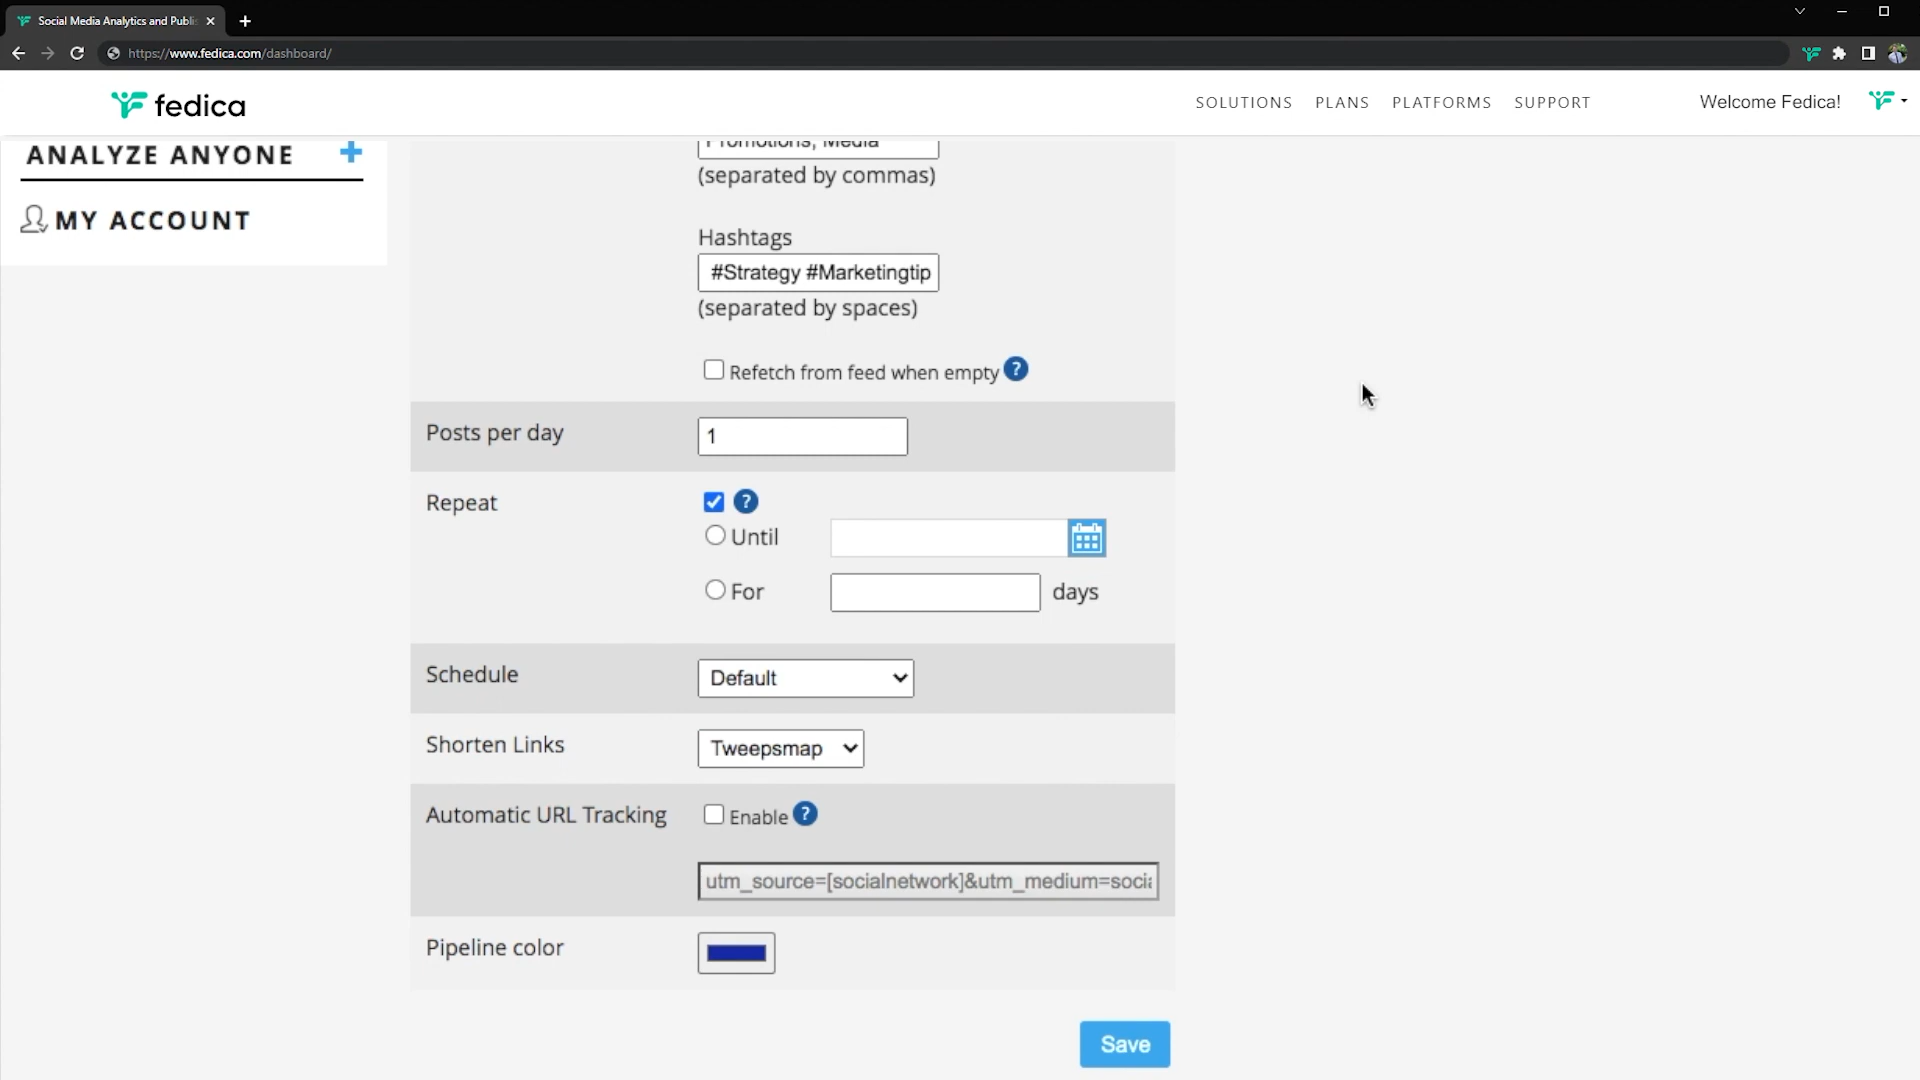 Social Media Analytics and Publi
https://www.fedica.com/dashboard/
fedica
SOLUTIONS PLANS PLATFORMS SUPPORT
Welcome Fedica!
ANALYZE ANYONE
MY ACCOUNT
Promotions, Media
(separated by commas)
Hashtags
#Strategy #Marketingtip
(separated by spaces)
Refetch from feed when empty ?
Posts per day
1
Repeat
?
Until
For
days
Schedule
Default
Shorten Links
Tweepsmap
Automatic URL Tracking
Enable ?
utm_source=[socialnetwork]&utm_medium=socia
Pipeline color
Save